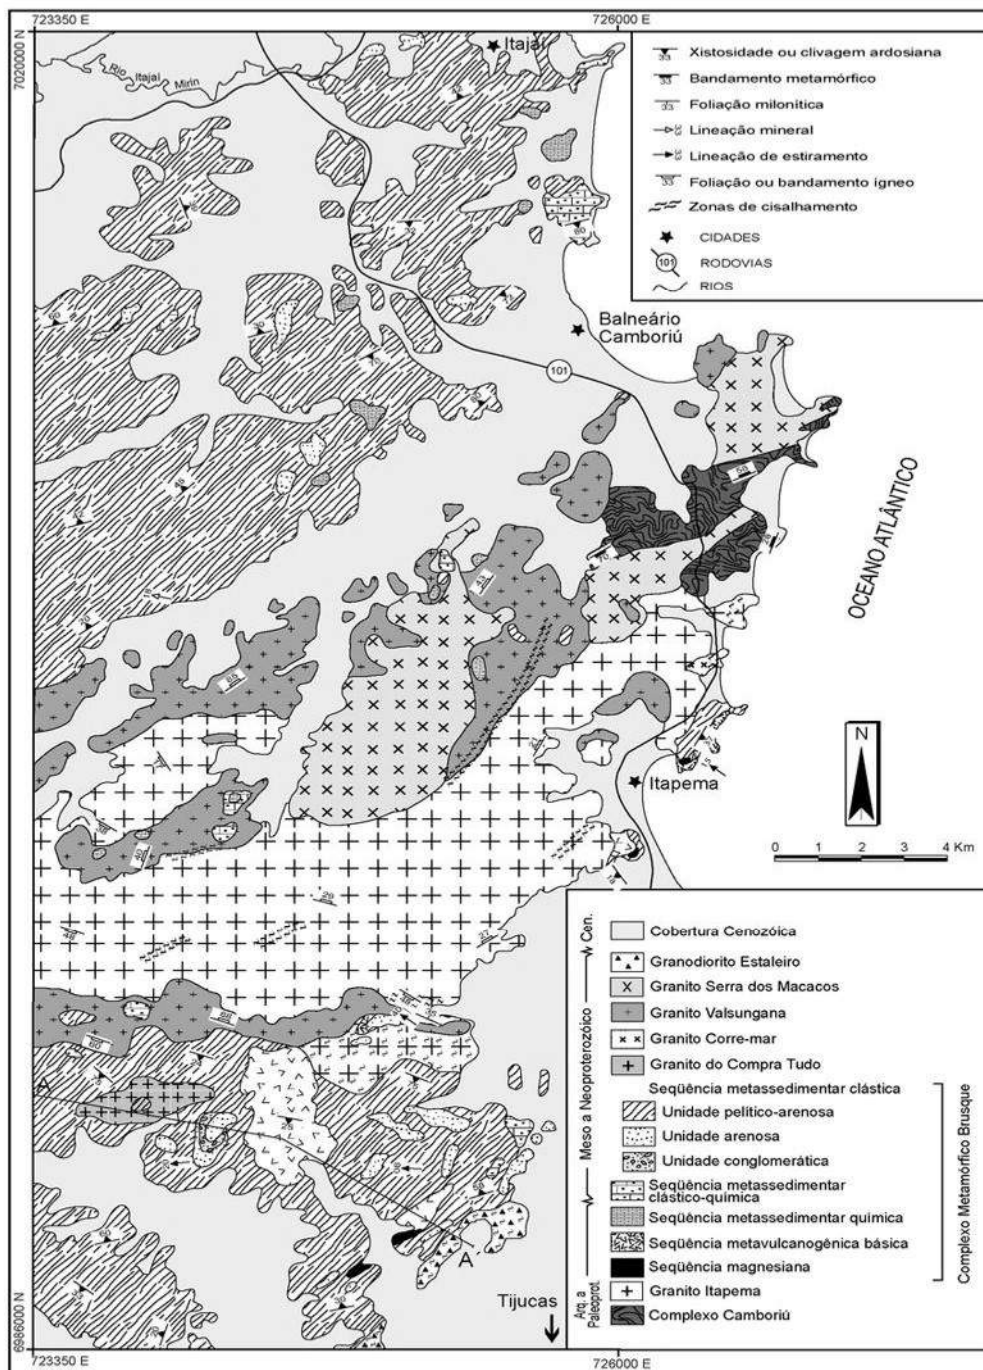 723350 E
726000 E
7020000 N
Itajaí
Rio Itajaí Mirin
Xistosidade ou clivagem ardosiana
Bandamento metamórfico
Foliação milonítica
Lineação mineral
Lineação de estiramento
Foliação ou bandamento ígneo
Zonas de cisalhamento
CIDADES
101
RODOVIAS
RIOS
Balneário
Camboriú
101
OCEANO ATLÂNTICO
Itapema
N
0 1 2 3 4 Km
Cen.
Meso a Neoproterozóico
Arq. a
Paleoprot.
Cobertura Cenozóica
Granodiorito Estaleiro
Granito Serra dos Macacos
Granito Valsungana
Granito Corre-mar
Granito do Compra Tudo
Seqüência metassedimentar clástica
Unidade pelítico-arenosa
Unidade arenosa
Unidade conglomerática
Seqüência metassedimentar
clástico-química
Seqüência metassedimentar química
Seqüência metavulcanogênica básica
Seqüência magnesiana
Granito Itapema
Complexo Camboriú
Complexo Metamórfico Brusque
A
A'
Tijucas
6986000 N
723350 E
726000 E